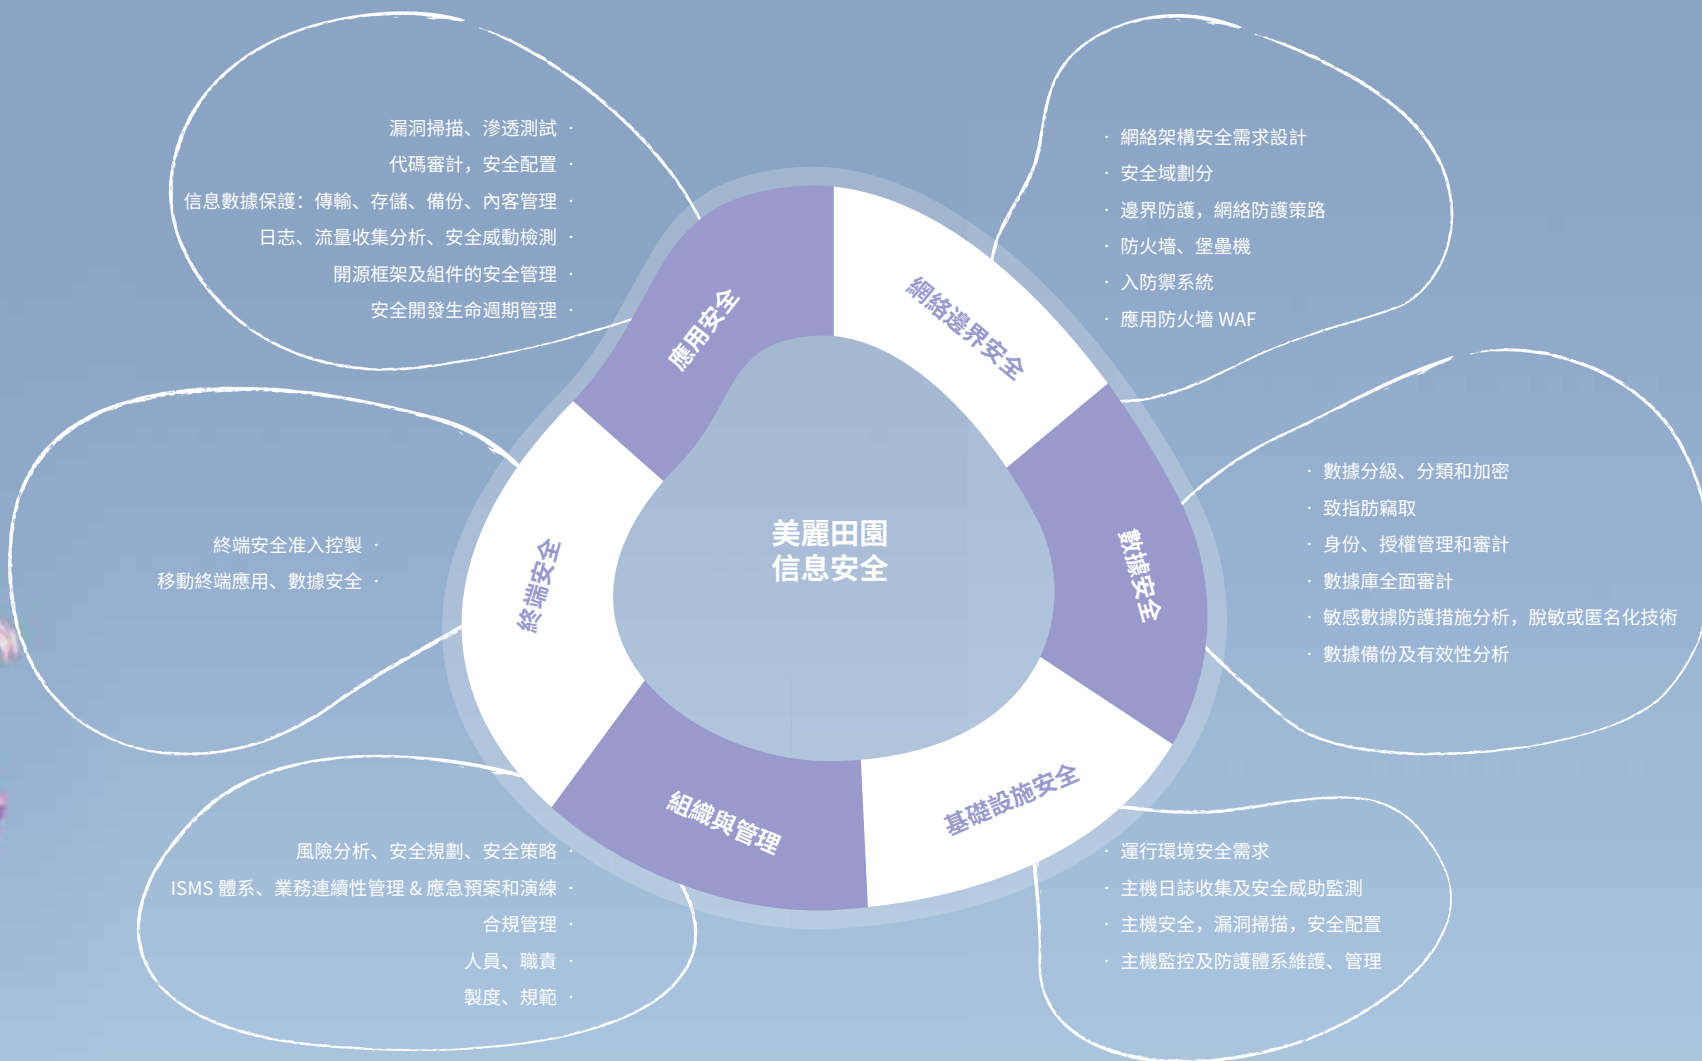 漏洞掃描、滲透測試 ·
代碼審計，安全配置 ·
信息數據保護：傳輸、存儲、備份、內客管理 ·
日志、流量收集分析、安全威動檢測 ·
開源框架及組件的安全管理 ·
安全開發生命週期管理 ·
· 網絡架構安全需求設計
· 安全域劃分
· 邊界防護，網絡防護策路
· 防火墻、堡壘機
· 入防禦系統
· 應用防火墻 WAF
應用安全
網絡邊界安全
終端安全准入控製 ·
移動終端應用、數據安全 ·
終端安全
美麗田園
信息安全
數據安全
· 數據分級、分類和加密
· 致指肪竊取
· 身份、授權管理和審計
· 數據庫全面審計
· 敏感數據防護措施分析，脫敏或匿名化技術
· 數據備份及有效性分析
組織與管理
基礎設施安全
風險分析、安全規劃、安全策略 ·
ISMS 體系、業務連續性管理 & 應急預案和演練 ·
合規管理 ·
人員、職責 ·
製度、規範 ·
· 運行環境安全需求
· 主機日誌收集及安全威助監測
· 主機安全，漏洞掃描，安全配置
· 主機監控及防護體系維護、管理